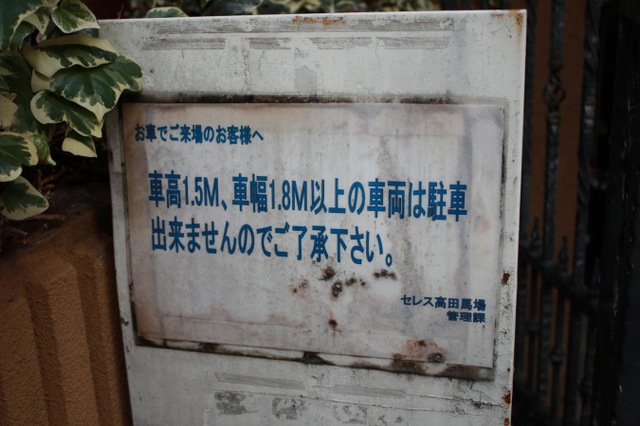 お車でご来場のお客様へ
車高1.5M、車幅1.8M以上の車両は駐車
出来ませんのでご了承下さい。
セレス高田馬場
管理課